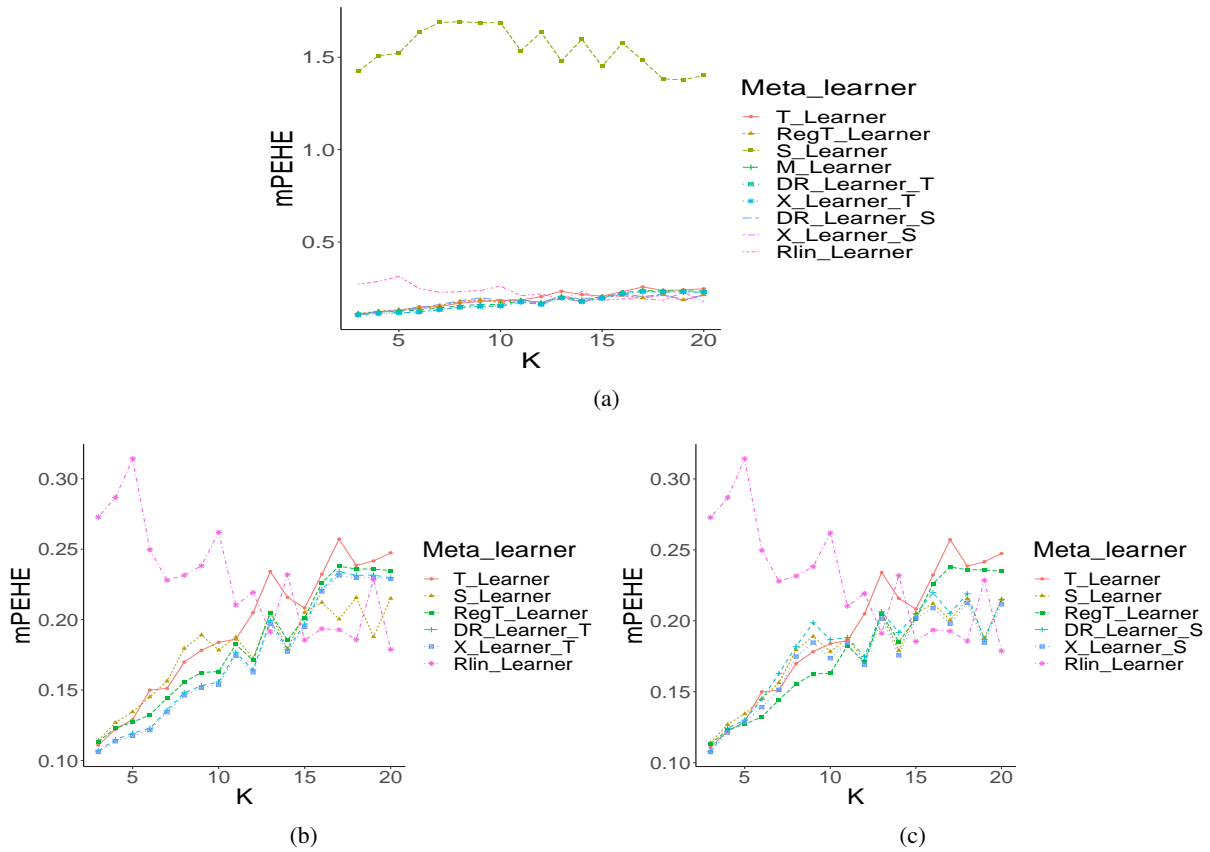 1.5
1.0
0.5
mPEHE
5
10
15
20
K
Meta_learner
T_Learner
RegT_Learner
S_Learner
M_Learner
DR_Learner_T
X_Learner_T
DR_Learner_S
X_Learner_S
Rlin_Learner
(a)
0.30
0.25
0.20
0.15
0.10
mPEHE
5
10
15
20
K
Meta_learner
T_Learner
S_Learner
RegT_Learner
DR_Learner_T
X_Learner_T
Rlin_Learner
(b)
0.30
0.25
0.20
0.15
0.10
mPEHE
5
10
15
20
K
Meta_learner
T_Learner
S_Learner
RegT_Learner
DR_Learner_S
X_Learner_S
Rlin_Learner
(c)